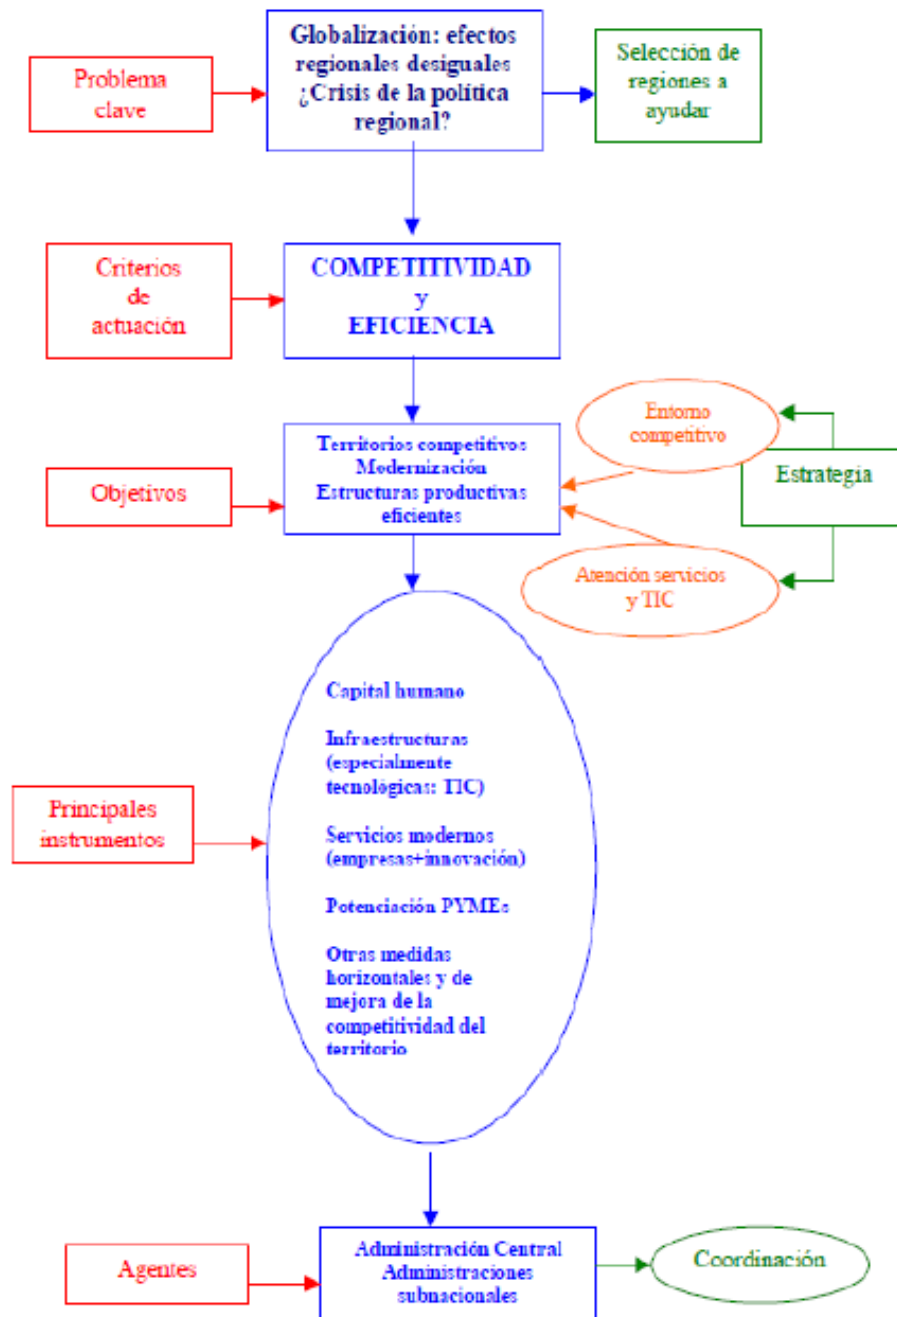 Problema
clave
Globalización: efectos
regionales desiguales
¿Crisis de la política
regional?
Selección de
regiones a
ayudar
Criterios
de
actuación
COMPETITIVIDAD
y
EFICIENCIA
Objetivos
Territorios competitivos
Modernización
Estructuras productivas
eficientes
Entorno
competitivo
Estrategia
Atención servicios
y TIC
Principales
instrumentos
Capital humano
Infraestructuras
(especialmente
tecnológicas: TIC)
Servicios modernos
(empresas+innovación)
Potenciación PYMEs
Otras medidas
horizontales y de
mejora de la
competitividad del
territorio
Agentes
Administración Central
Administraciones
subnacionales
Coordinación